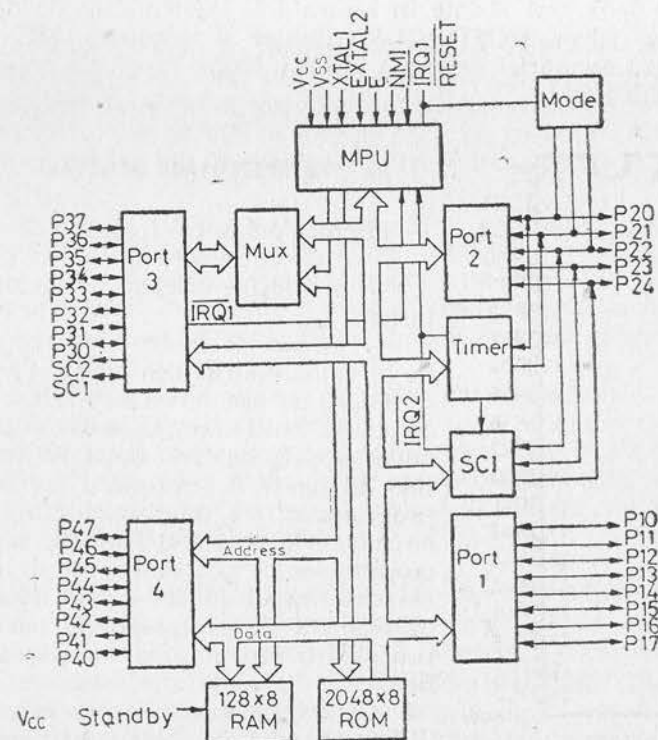 Vcc
Vss
XTAL1
EXTAL2
E
NMI
IRQ1
RESET
Mode
MPU
P37
P36
P35
P34
P33
P32
P31
P30
SC2
SC1
Port
3
Mux
IRQ1
Port
2
P20
P21
P22
P23
P24
Timer
IRQ2
SCI
P47
P46
P45
P44
P43
P42
P41
P40
Port
4
Address
Data
Port
1
P10
P11
P12
P13
P14
P15
P16
P17
Vcc Standby
128×8
RAM
2048×8
ROM